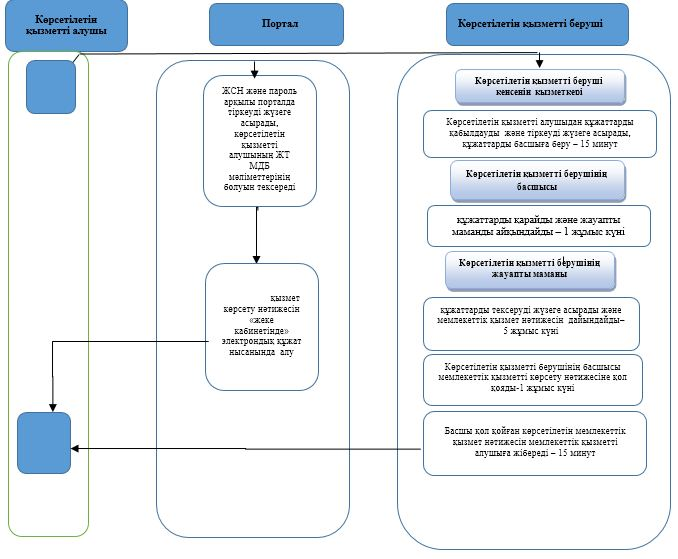 Көрсетілетін
қызметті алушы
Портал
Көрсетілетін қызметті беруші
ЖСН және пароль
арқылы порталда
тіркеуді жүзеге
асырады,
көрсетілетін
қызметті
алушының ЖТ
МДБ
мәліметтерінің
болуын тексереді
қызмет
көрсету нәтижесін
«жеке
кабинетінде»
электрондық құжат
нысанында алу
Көрсетілетін қызметті беруші
кеңсенің қызметкері
Көрсетілетін қызметті алушыдан құжаттарды
қабылдауды және тіркеуді жүзеге асырады,
құжаттарды басшыға беру – 15 минут
Көрсетілетін қызметті берушінің
басшысы
құжаттарды қарайды және жауапты
маманды айқындайды – 1 жұмыс күні
Көрсетілетін қызметті берушінің
жауапты маманы
құжаттарды тексеруді жүзеге асырады және
мемлекеттік қызмет нәтижесін дайындайды–
5 жұмыс күні
Көрсетілетін қызметті берушінің басшысы
мемлекеттік қызметті көрсету нәтижесіне қол
қояды-1 жұмыс күні
Басшы қол қойған көрсетілетін мемлекеттік
қызмет нәтижесін мемлекеттік қызметті
алушыға жібереді – 15 минут